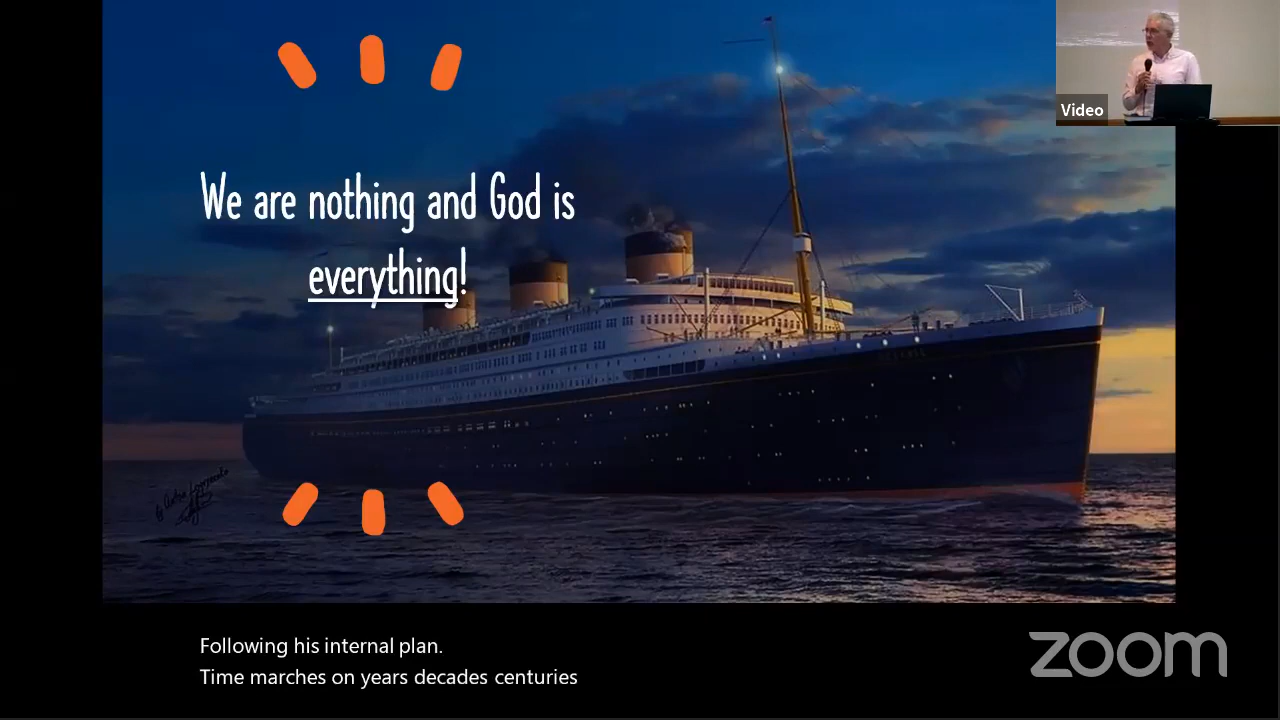 We are nothing and God is
everything!
Video
Following his internal plan.
Time marches on years decades centuries
zoom